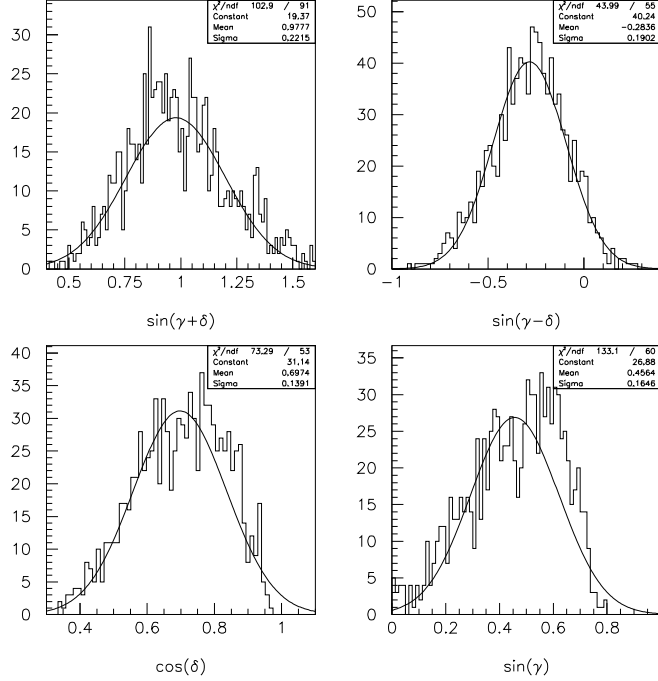 χ²/ndf 102.9 / 91
Constant 19.37
Mean 0.9777
Sigma 0.2215
30
25
20
15
10
5
0
0.5 0.75 1 1.25 1.5
sin(γ+δ)
χ²/ndf 43.99 / 55
Constant 40.24
Mean -0.2836
Sigma 0.1902
50
40
30
20
10
0
-1 -0.5 0
sin(γ−δ)
χ²/ndf 73.29 / 53
Constant 31.14
Mean 0.6974
Sigma 0.1391
40
35
30
25
20
15
10
5
0
0.4 0.6 0.8 1
cos(δ)
χ²/ndf 133.1 / 60
Constant 26.88
Mean 0.4564
Sigma 0.1646
35
30
25
20
15
10
5
0
0 0.2 0.4 0.6 0.8
sin(γ)